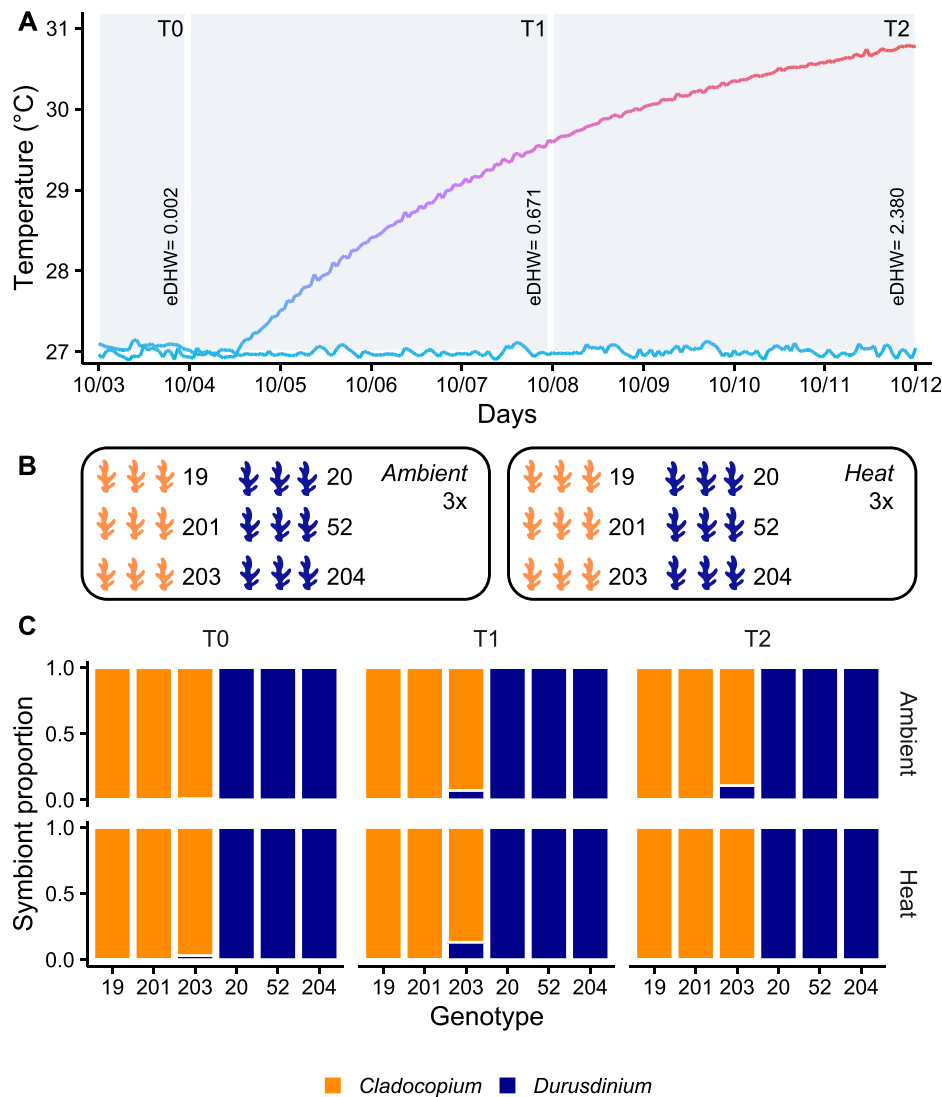 A
T0
T1
T2
Temperature (°C)
31
30
29
28
27
eDHW= 0.002
eDHW= 0.671
eDHW= 2.380
10/03 10/04 10/05 10/06 10/07 10/08 10/09 10/10 10/11 10/12
Days
B
19 20 Ambient
3x
201 52
203 204
19 20 Heat
3x
201 52
203 204
C
T0 T1 T2
Symbiont proportion
1.0
0.5
0.0
Ambient
1.0
0.5
0.0
Heat
19 201 203 20 52 204 19 201 203 20 52 204 19 201 203 20 52 204
Genotype
Cladocopium Durusdinium